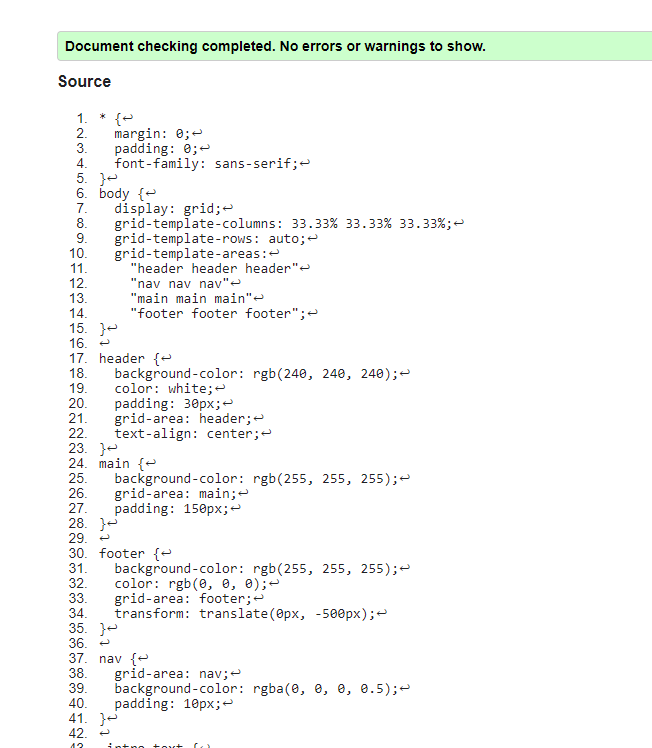 Document checking completed. No errors or warnings to show.
Source
1. * {↩
2.   margin: 0;↩
3.   padding: 0;↩
4.   font-family: sans-serif;↩
5. }↩
6. body {↩
7.   display: grid;↩
8.   grid-template-columns: 33.33% 33.33% 33.33%;↩
9.   grid-template-rows: auto;↩
10.   grid-template-areas:↩
11.     "header header header"↩
12.     "nav nav nav"↩
13.     "main main main"↩
14.     "footer footer footer";↩
15. }↩
16. ↩
17. header {↩
18.   background-color: rgb(240, 240, 240);↩
19.   color: white;↩
20.   padding: 30px;↩
21.   grid-area: header;↩
22.   text-align: center;↩
23. }↩
24. main {↩
25.   background-color: rgb(255, 255, 255);↩
26.   grid-area: main;↩
27.   padding: 150px;↩
28. }↩
29. ↩
30. footer {↩
31.   background-color: rgb(255, 255, 255);↩
32.   color: rgb(0, 0, 0);↩
33.   grid-area: footer;↩
34.   transform: translate(0px, -500px);↩
35. }↩
36. ↩
37. nav {↩
38.   grid-area: nav;↩
39.   background-color: rgba(0, 0, 0, 0.5);↩
40.   padding: 10px;↩
41. }↩
42. ↩